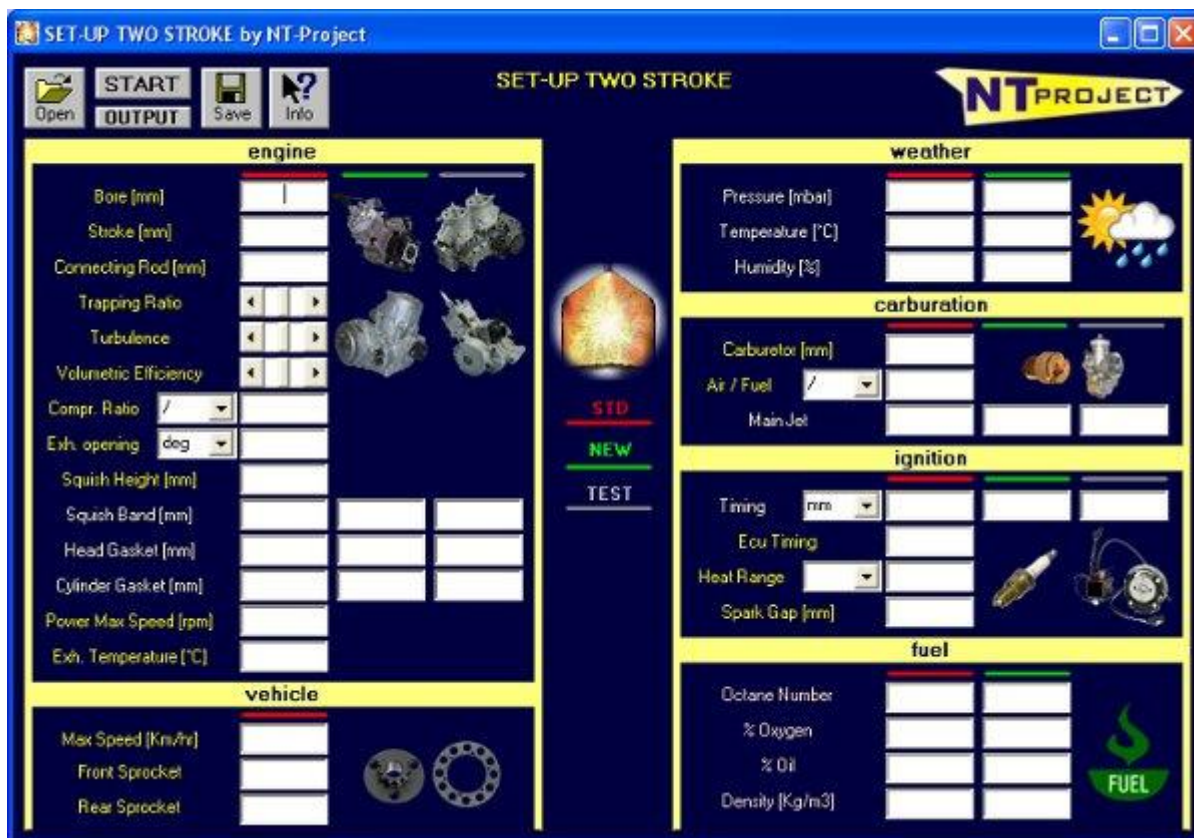 SET-UP TWO STROKE by NT-Project
Open
START
OUTPUT
Save
Info
SET-UP TWO STROKE
NT PROJECT
engine
Bore [mm]
Stroke [mm]
Connecting Rod [mm]
Trapping Ratio
Turbulence
Volumetric Efficiency
Compr. Ratio /
Exh. opening deg
Squish Height [mm]
Squish Band [mm]
Head Gasket [mm]
Cylinder Gasket [mm]
Power Max Speed [rpm]
Exh. Temperature [°C]
vehicle
Max Speed [Km/hr]
Front Sprocket
Rear Sprocket
STD
NEW
TEST
weather
Pressure [mbar]
Temperature [°C]
Humidity [%]
carburation
Carburetor [mm]
Air / Fuel /
Main Jet
ignition
Timing mm
Ecu Timing
Heat Range
Spark Gap [mm]
fuel
Octane Number
% Oxygen
% Oil
Density [Kg/m3]
FUEL